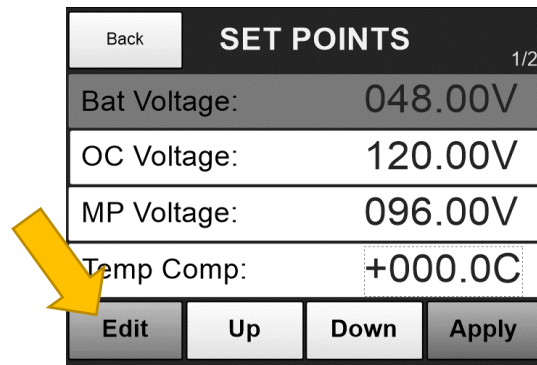 Back
SET POINTS
1/2
Bat Voltage: 048.00V
OC Voltage: 120.00V
MP Voltage: 096.00V
Temp Comp: +000.0C
Edit Up Down Apply